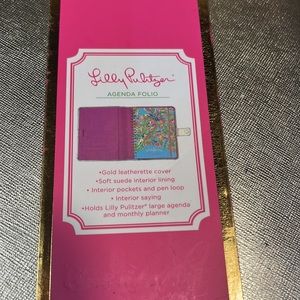 Lilly Pulitzer®
AGENDA FOLIO
•Gold leatherette cover
•Soft suede interior lining
• Interior pockets and pen loop
• Interior saying
•Holds Lilly Pulitzer® large agenda
and monthly planner